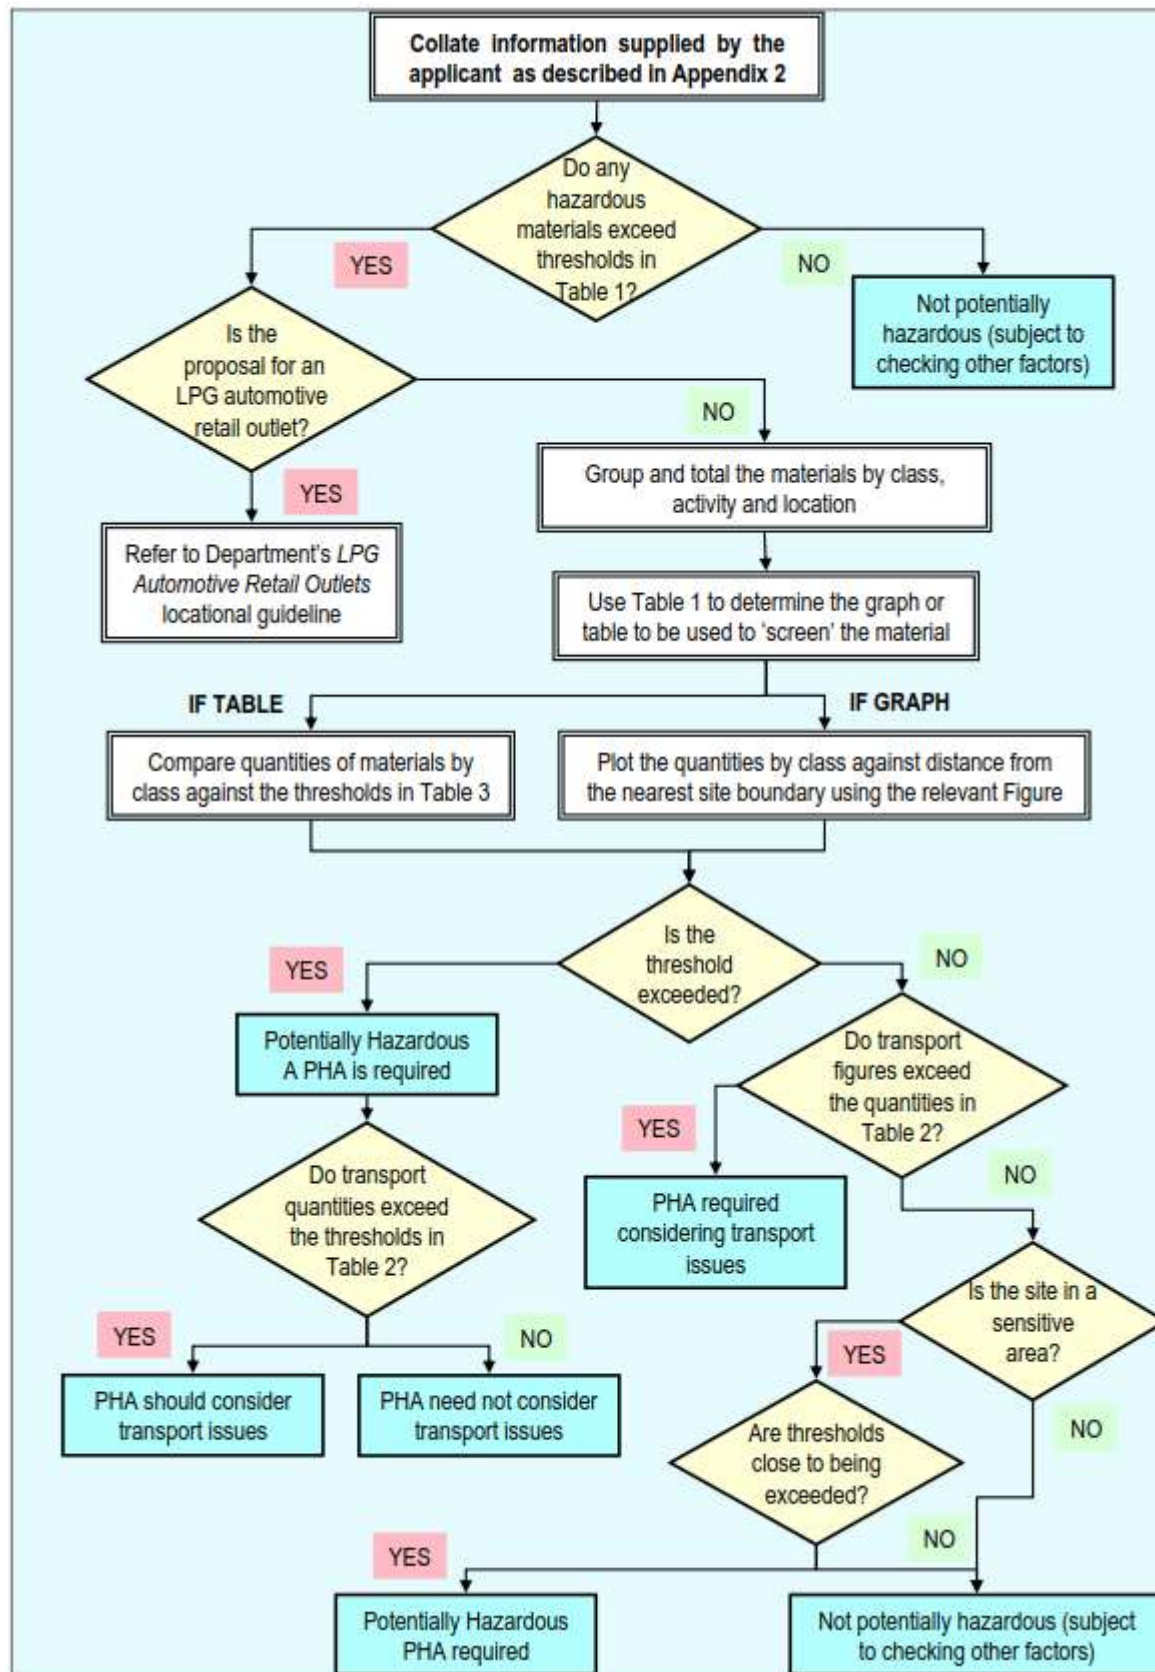 Collate information supplied by the
applicant as described in Appendix 2
Do any
hazardous
materials exceed
thresholds in
Table 1?
YES
NO
Is the
proposal for an
LPG automotive
retail outlet?
Not potentially
hazardous (subject to
checking other factors)
NO
YES
Group and total the materials by class,
activity and location
Refer to Department's LPG
Automotive Retail Outlets
locational guideline
Use Table 1 to determine the graph or
table to be used to 'screen' the material
IF TABLE
IF GRAPH
Compare quantities of materials by
class against the thresholds in Table 3
Plot the quantities by class against distance from
the nearest site boundary using the relevant Figure
Is the
threshold
exceeded?
YES
NO
Potentially Hazardous
A PHA is required
Do transport
figures exceed
the quantities in
Table 2?
YES
NO
Do transport
quantities exceed
the thresholds in
Table 2?
PHA required
considering transport
issues
Is the site in a
sensitive
area?
YES
NO
YES
NO
PHA should consider
transport issues
PHA need not consider
transport issues
Are thresholds
close to being
exceeded?
YES
NO
Potentially Hazardous
PHA required
Not potentially hazardous (subject
to checking other factors)